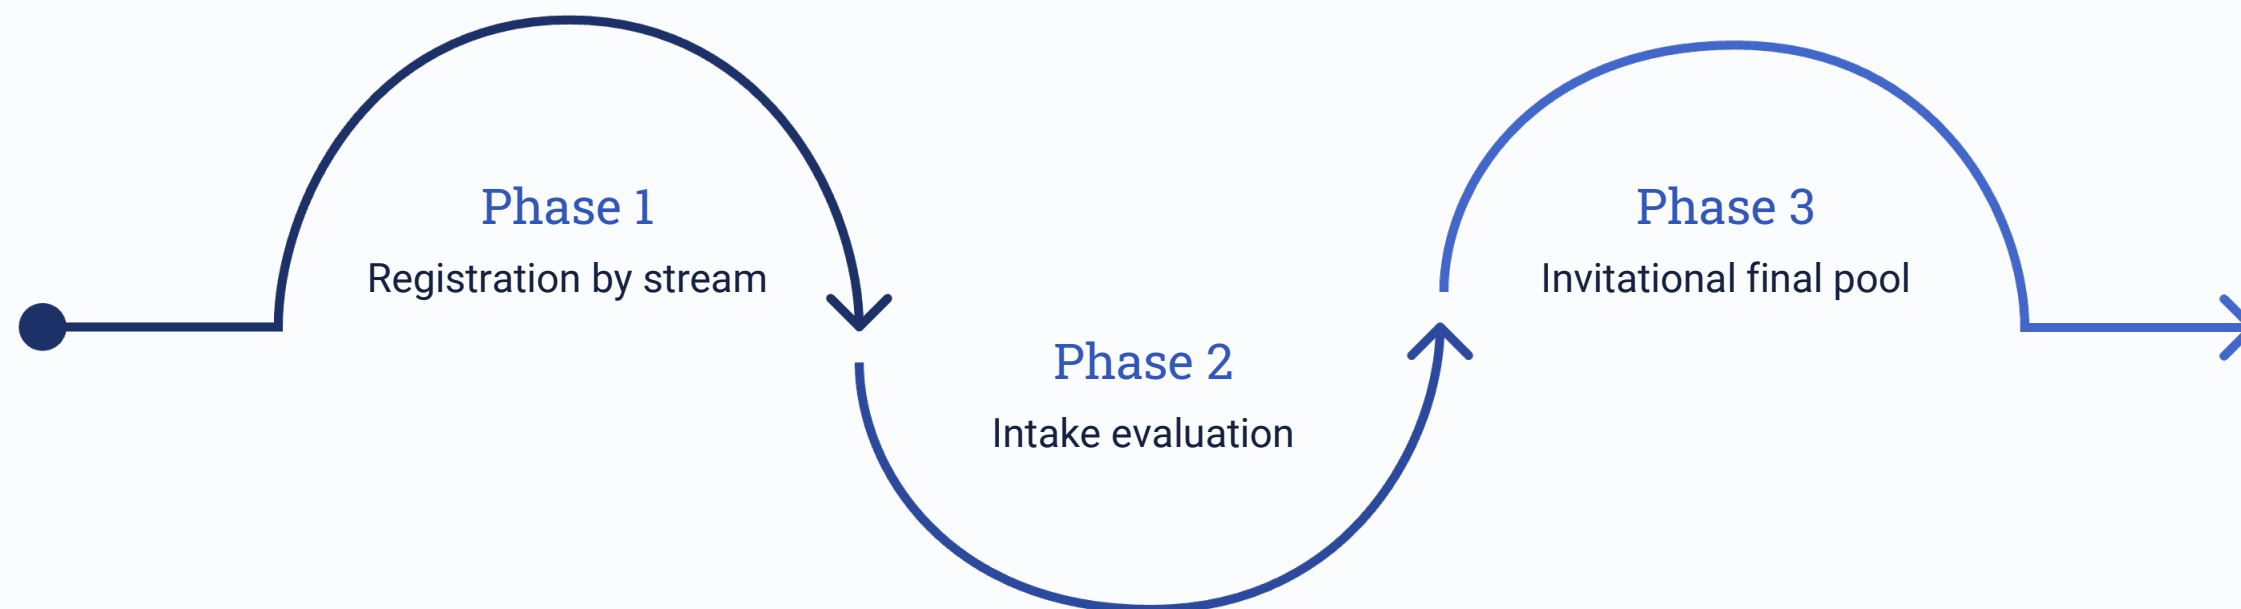 Phase 1
Registration by stream
Phase 2
Intake evaluation
Phase 3
Invitational final pool